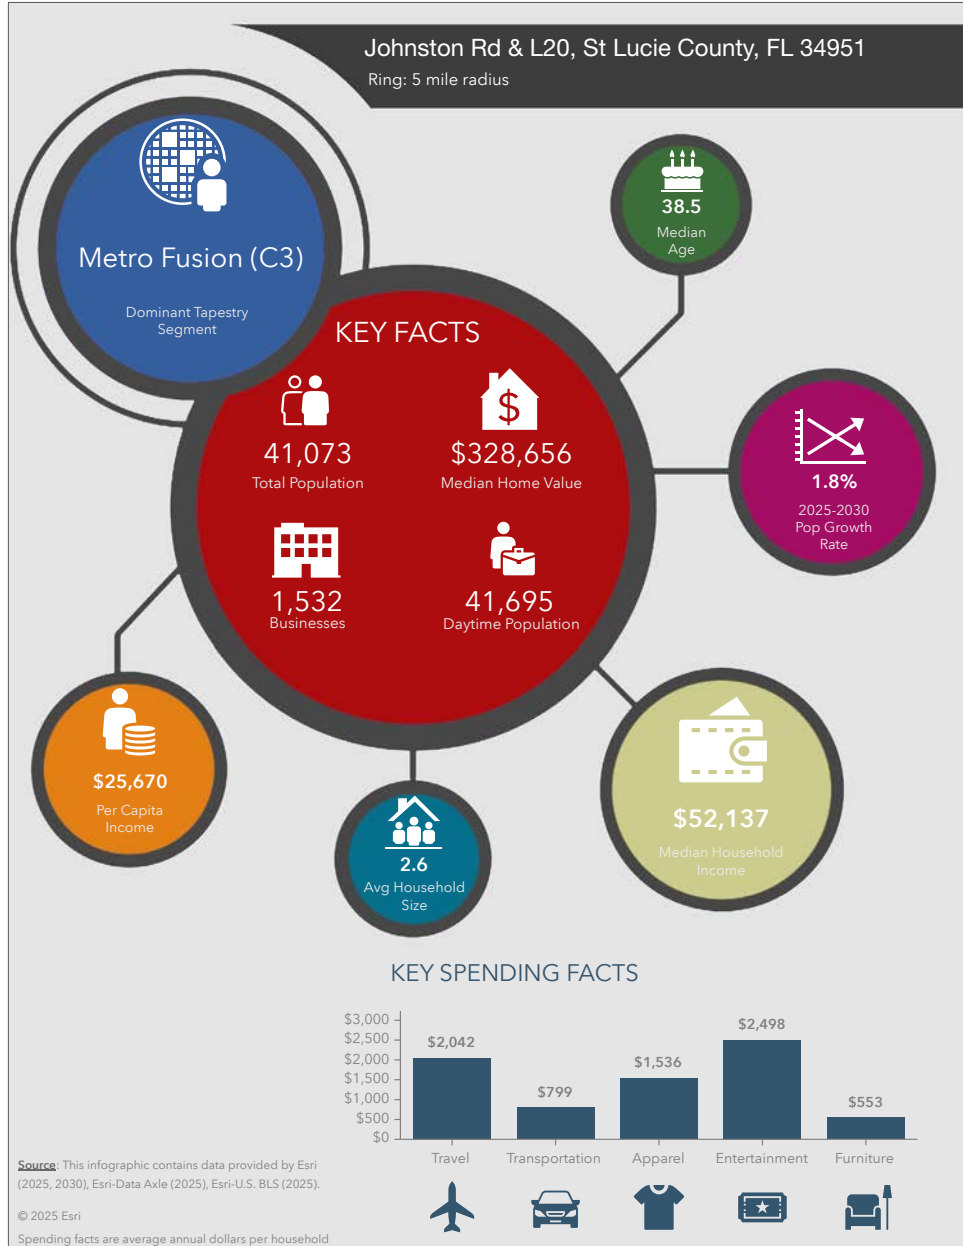 Johnston Rd & L20, St Lucie County, FL 34951
Ring: 5 mile radius
Metro Fusion (C3)
Dominant Tapestry
Segment
38.5
Median
Age
KEY FACTS
41,073
Total Population
$328,656
Median Home Value
1,532
Businesses
41,695
Daytime Population
1.8%
2025-2030
Pop Growth
Rate
$25,670
Per Capita
Income
2.6
Avg Household
Size
$52,137
Median Household
Income
KEY SPENDING FACTS
$3,000
$2,500
$2,000
$1,500
$1,000
$500
$0
$2,042
$799
$1,536
$2,498
$553
Travel
Transportation
Apparel
Entertainment
Furniture
Source: This infographic contains data provided by Esri
(2025, 2030), Esri-Data Axle (2025), Esri-U.S. BLS (2025).
© 2025 Esri
Spending facts are average annual dollars per household